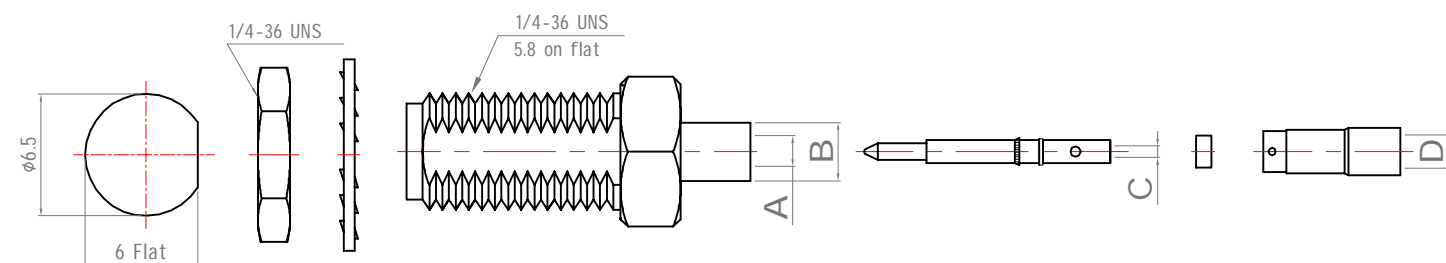 1/4-36 UNS
1/4-36 UNS
5.8 on flat
ϕ6.5
6 Flat
A
B
C
D